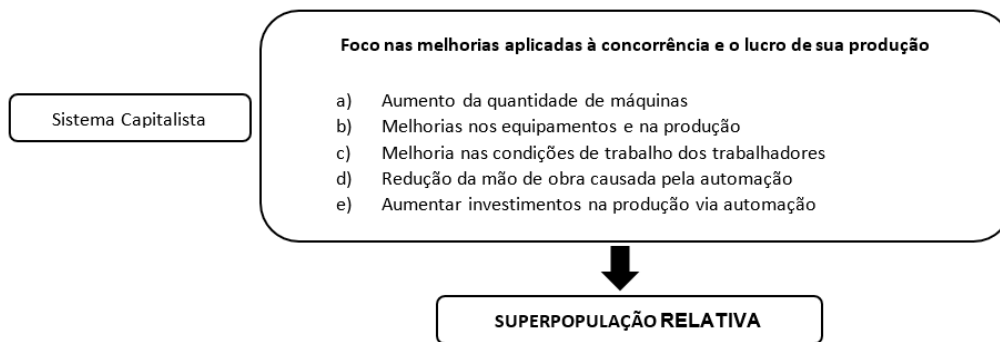 Foco nas melhorias aplicadas à concorrência e o lucro de sua produção
Sistema Capitalista
a) Aumento da quantidade de máquinas
b) Melhorias nos equipamentos e na produção
c) Melhoria nas condições de trabalho dos trabalhadores
d) Redução da mão de obra causada pela automação
e) Aumentar investimentos na produção via automação
SUPERPOPULAÇÃO RELATIVA